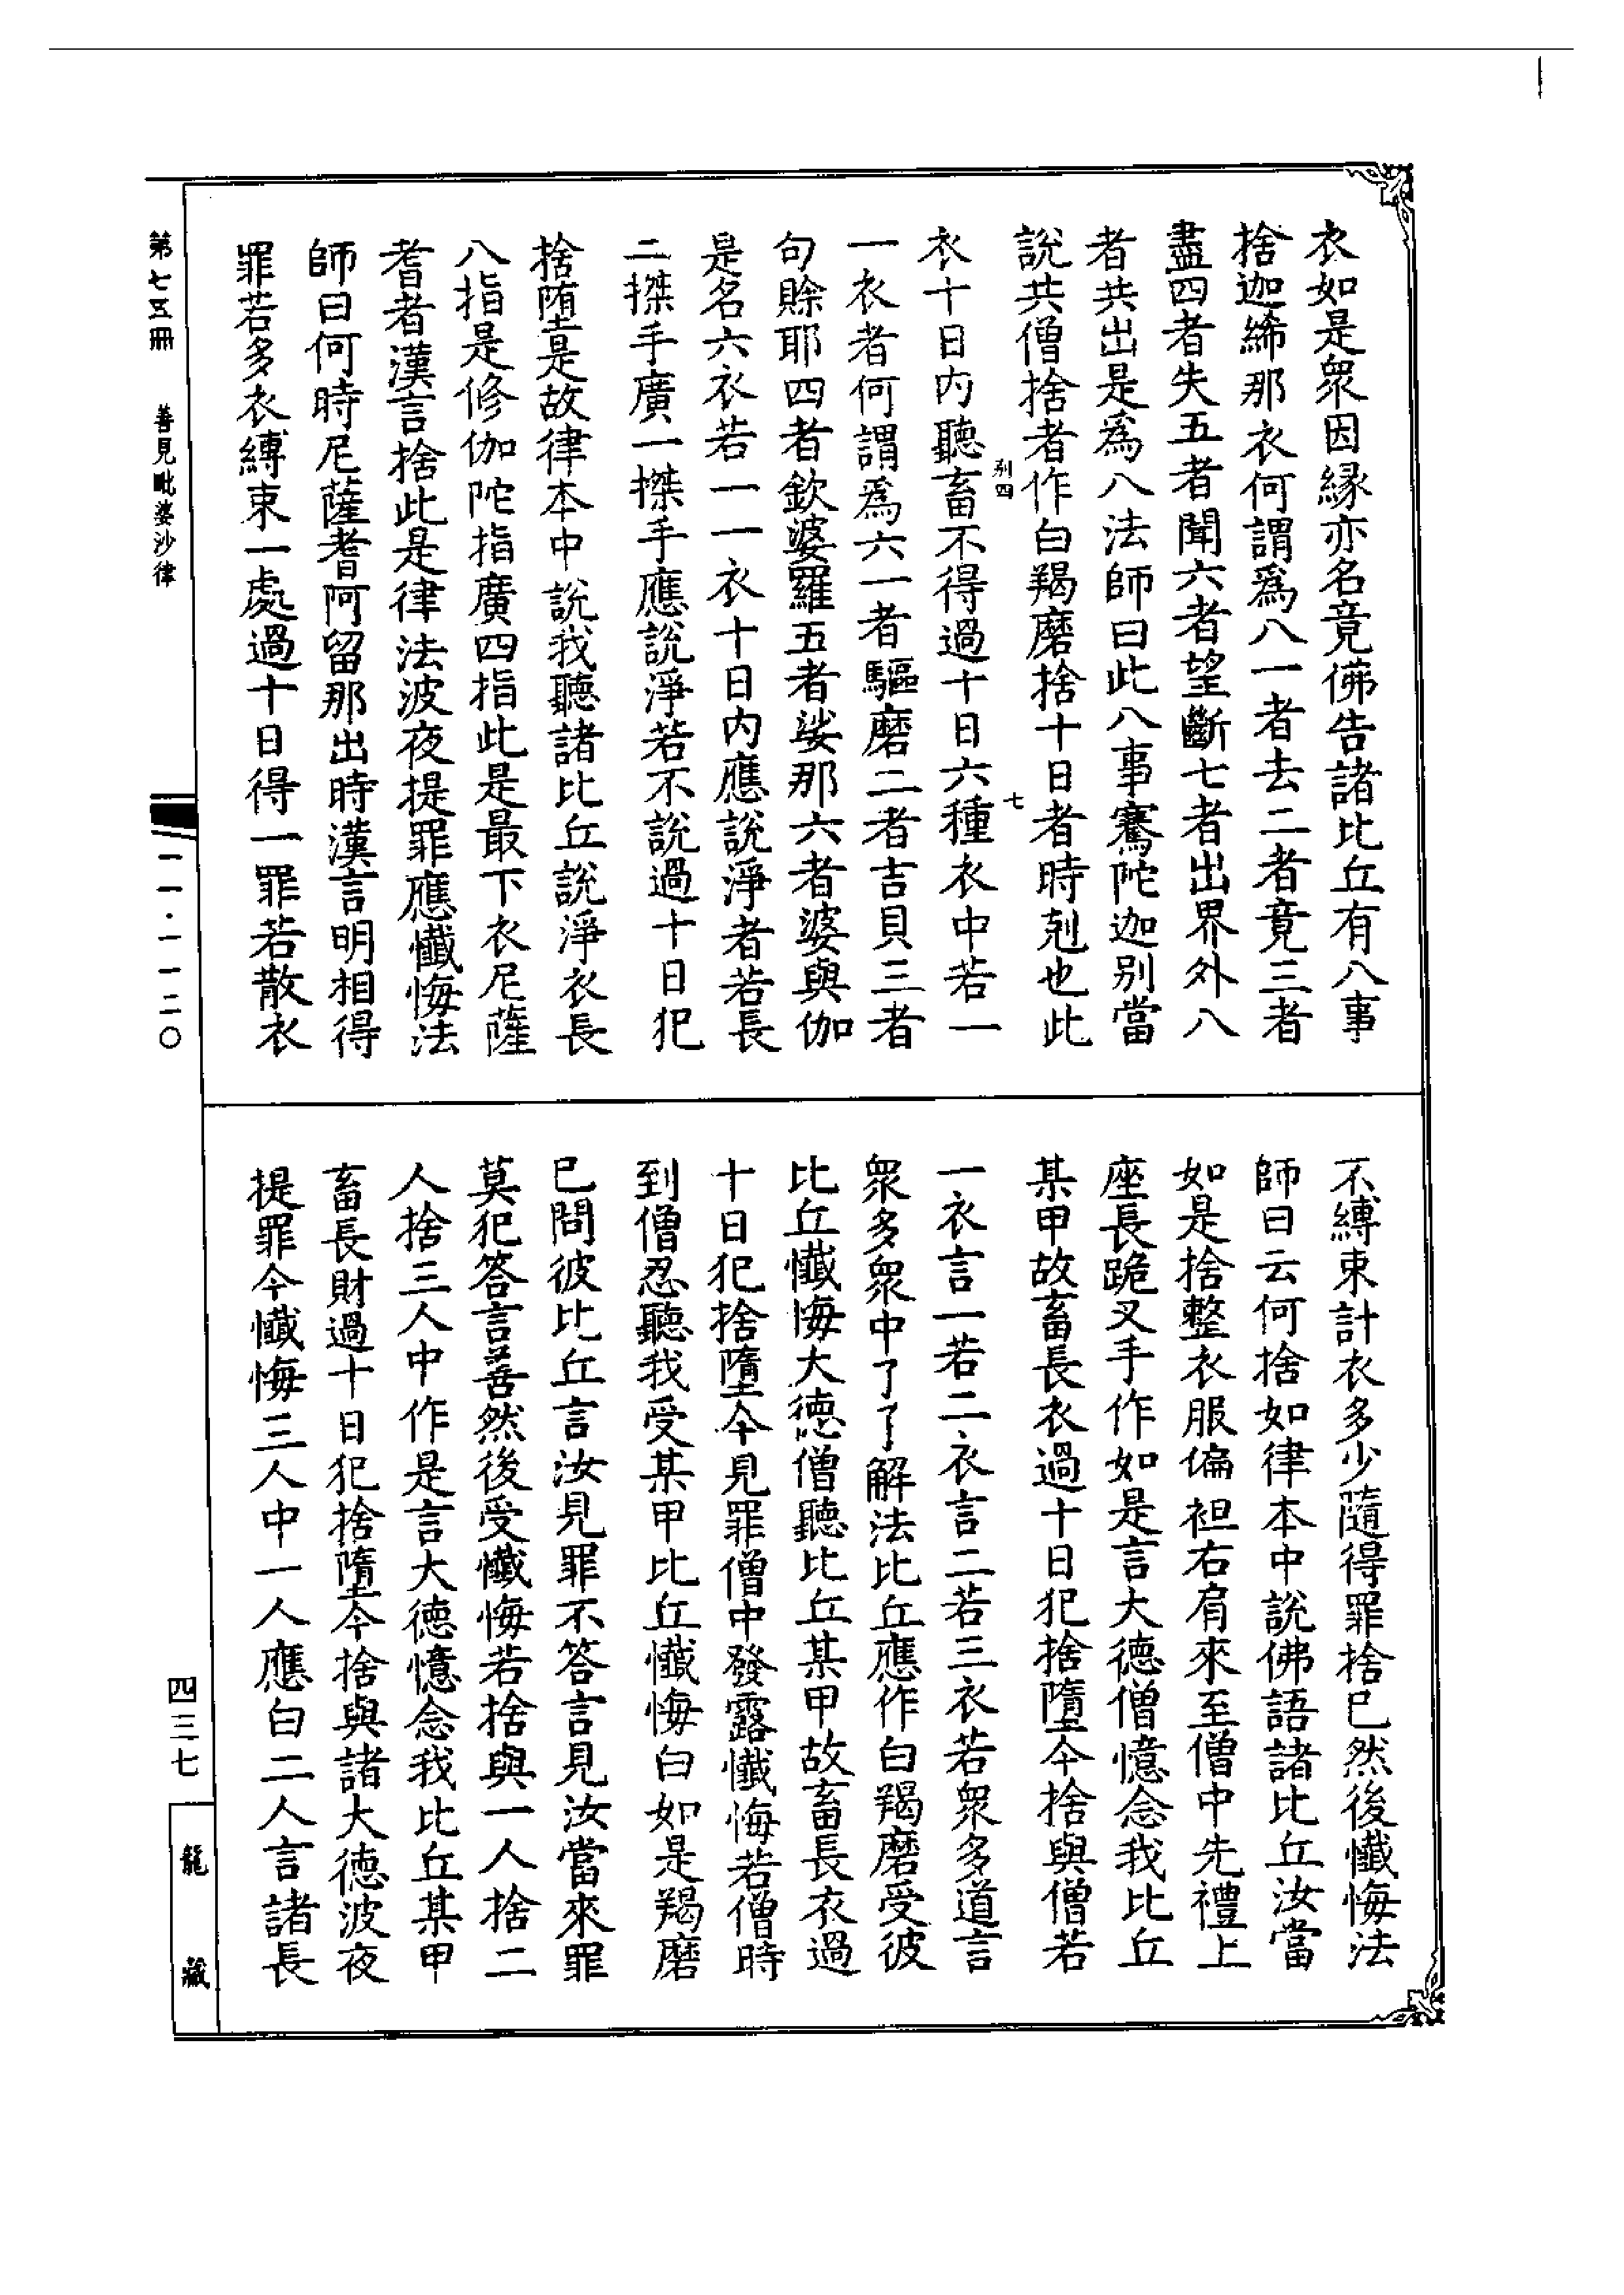 衣如是衆因緣亦名竟佛告諸比丘有八事
捨迦絺那衣何謂爲八一者去二者竟三者
盡四者失五者聞六者望斷七者出界外八
者共出是爲八法師曰此八事騫陀迦别當
說共僧捨者作白羯磨捨十日者時剋也此
别四
七
衣十日内聽畜不得過十日六種衣中若一
一衣者何謂爲六一者驅磨二者吉貝三者
句賒耶四者欽婆羅五者娑那六者婆與伽
是名六衣若一一衣十日内應說淨者若長
二搩手廣一搩手應說淨若不說過十日犯
捨墮是故律本中說我聽諸比丘說淨衣長
八指是修伽陀指廣四指此是最下衣尼薩
耆者漢言捨此是律法波夜提罪應懺悔法
師曰何時尼薩耆阿留那出時漢言明相得
罪若多衣縛束一處過十日得一罪若散衣
不縛束計衣多少隨得罪捨已然後懺悔法
師曰云何捨如律本中說佛語諸比丘汝當
如是捨整衣服偏袒右肩來至僧中先禮上
座長跪叉手作如是言大德僧憶念我比丘
某甲故畜長衣過十日犯捨墮今捨與僧若
一衣言一若二衣言二若三衣若衆多道言
衆多衆中了了解法比丘應作白羯磨受彼
比丘懺悔大德僧聽比丘某甲故畜長衣過
十日犯捨墮今見罪僧中發露懺悔若僧時
到僧忍聽我受某甲比丘懺悔白如是羯磨
已問彼比丘言汝見罪不答言見汝當來罪
莫犯答言善然後受懺悔若捨與一人捨二
人捨三人中作是言大德憶念我比丘某甲
畜長財過十日犯捨墮今捨與諸大德波夜
提罪今懺悔三人中一人應白二人言諸長
第七五冊
善見毗婆沙律
一一·一一二〇
四三七
龍藏